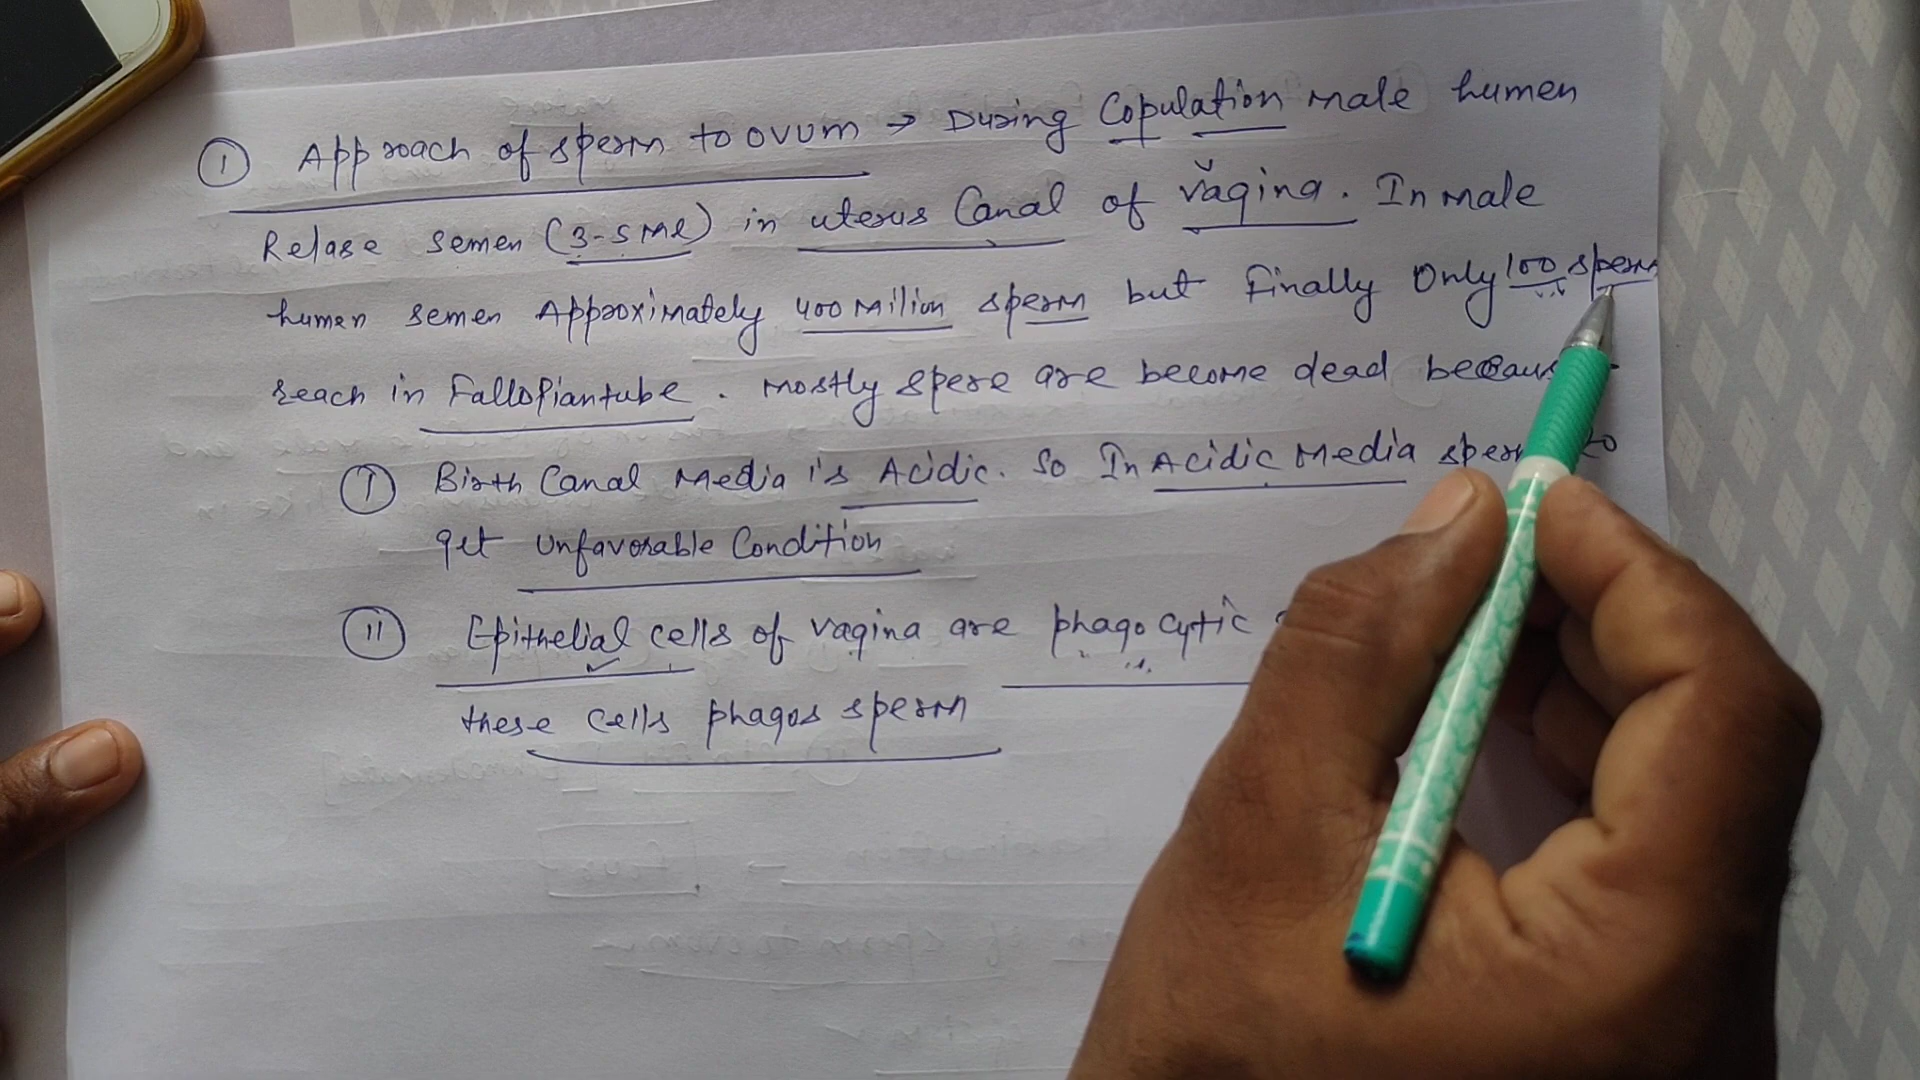 ① Approach of sperm to ovum → During Copulation male humen
Relase semen (3-5 ml) in uterus Canal of vagina. In male
humen semen Approximately 400 Milion sperm but Finally Only 100 sperm
reach in Fallopiantube. mostly spere are become dead because
Ⓘ Birth Canal Media is Acidic. So In Acidic Media sperm
get Unfavorable Condition
ⓘⓘ Epithelial cells of vagina are phagocytic
these cells phagos sperm